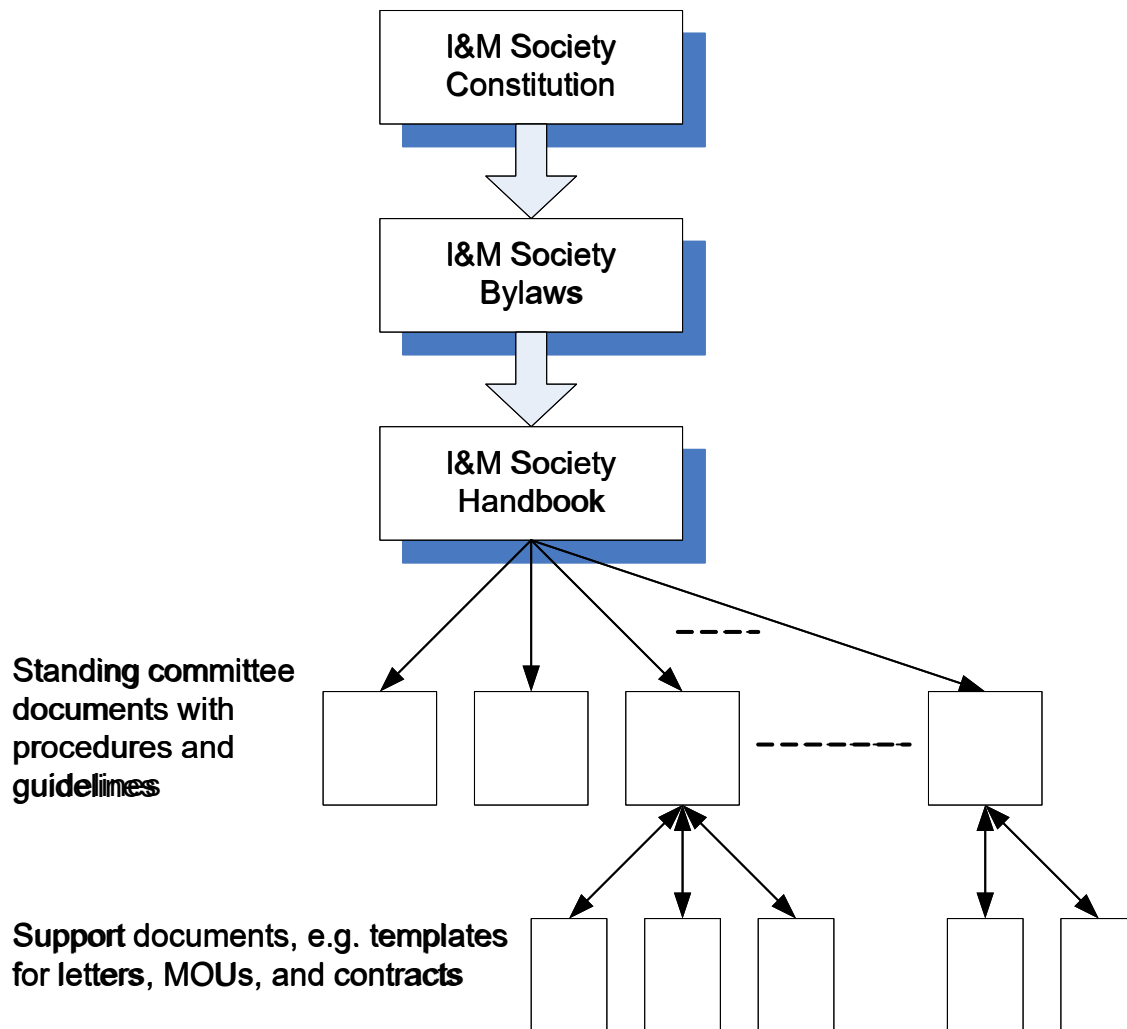 I&M Society
Constitution
I&M Society
Bylaws
I&M Society
Handbook
Standing committee
documents with
procedures and
guidelines
Support documents, e.g. templates
for letters, MOUs, and contracts